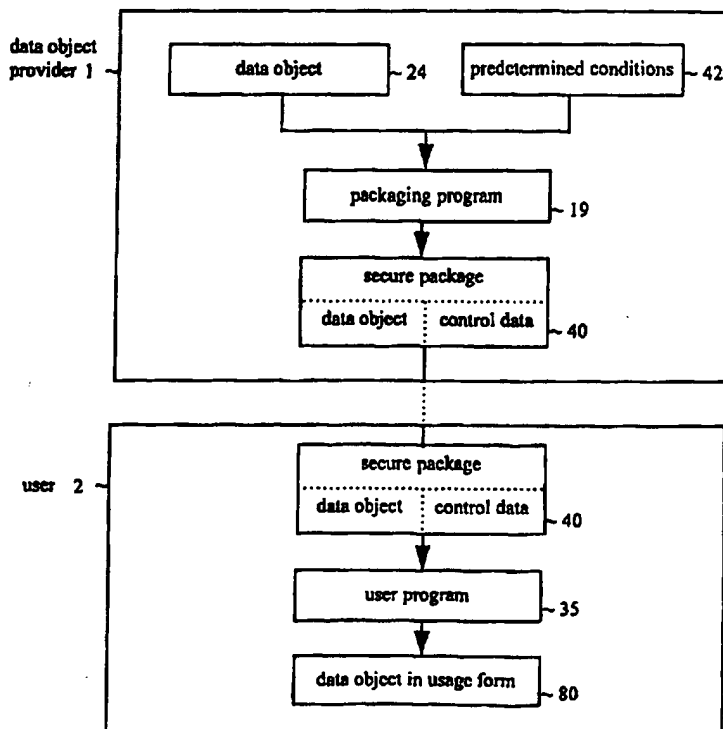 data object
provider 1
data object
24
predetermined conditions
42
packaging program
19
secure package
data object
control data
40
user 2
secure package
data object
control data
40
user program
35
data object in usage form
80